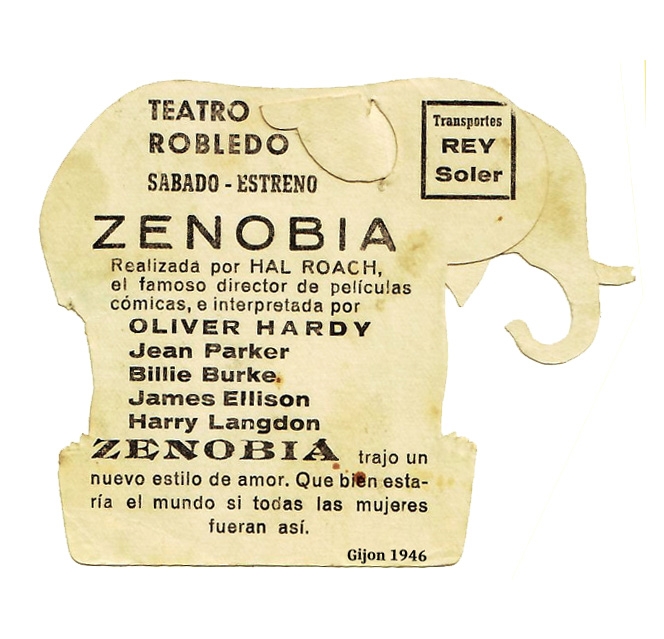 TEATRO
ROBLEDO
SABADO - ESTRENO
Transportes
REY
Soler
ZENOBIA
Realizada por HAL ROACH,
el famoso director de películas
cómicas, e interpretada por
OLIVER HARDY
Jean Parker
Billie Burke
James Ellison
Harry Langdon
ZENOBIA trajo un
nuevo estilo de amor. Que bien esta-
ría el mundo si todas las mujeres
fueran así.
Gijon 1946